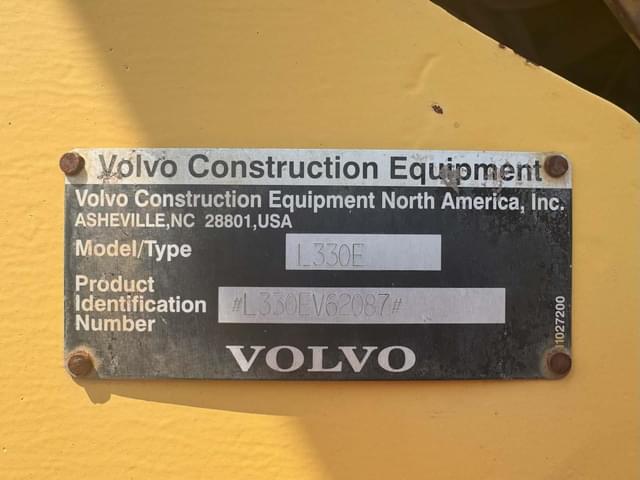 Volvo Construction Equipment
Volvo Construction Equipment North America, Inc.
ASHEVILLE,NC 28801,USA
Model/Type L330E
Product
Identification #L330EV62087#
Number
VOLVO
11027200